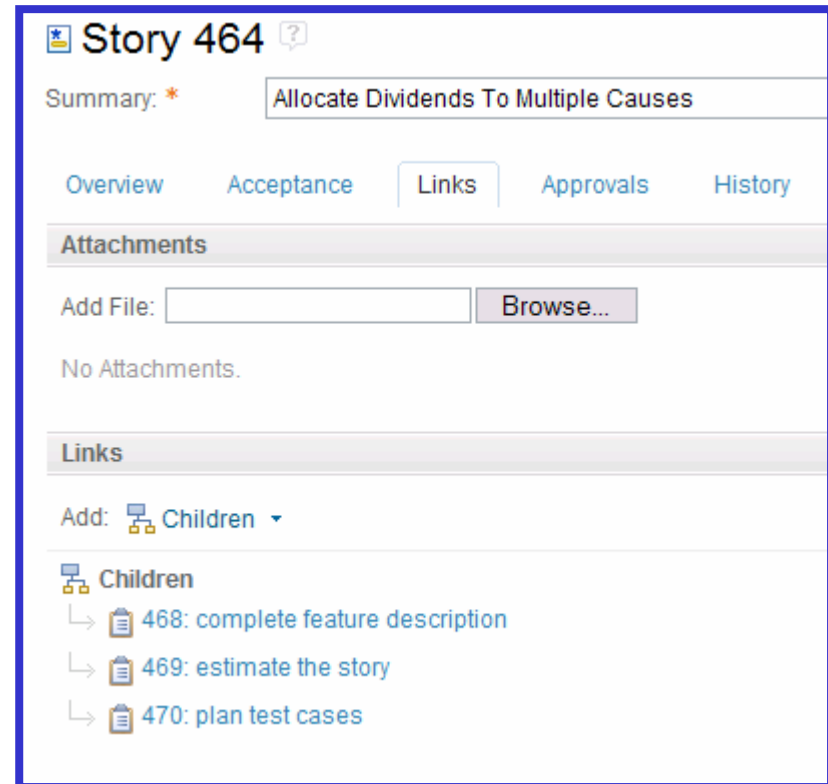 Story 464 ?
Summary: * Allocate Dividends To Multiple Causes
Overview Acceptance Links Approvals History
Attachments
Add File: Browse...
No Attachments.
Links
Add: Children
Children
468: complete feature description
469: estimate the story
470: plan test cases